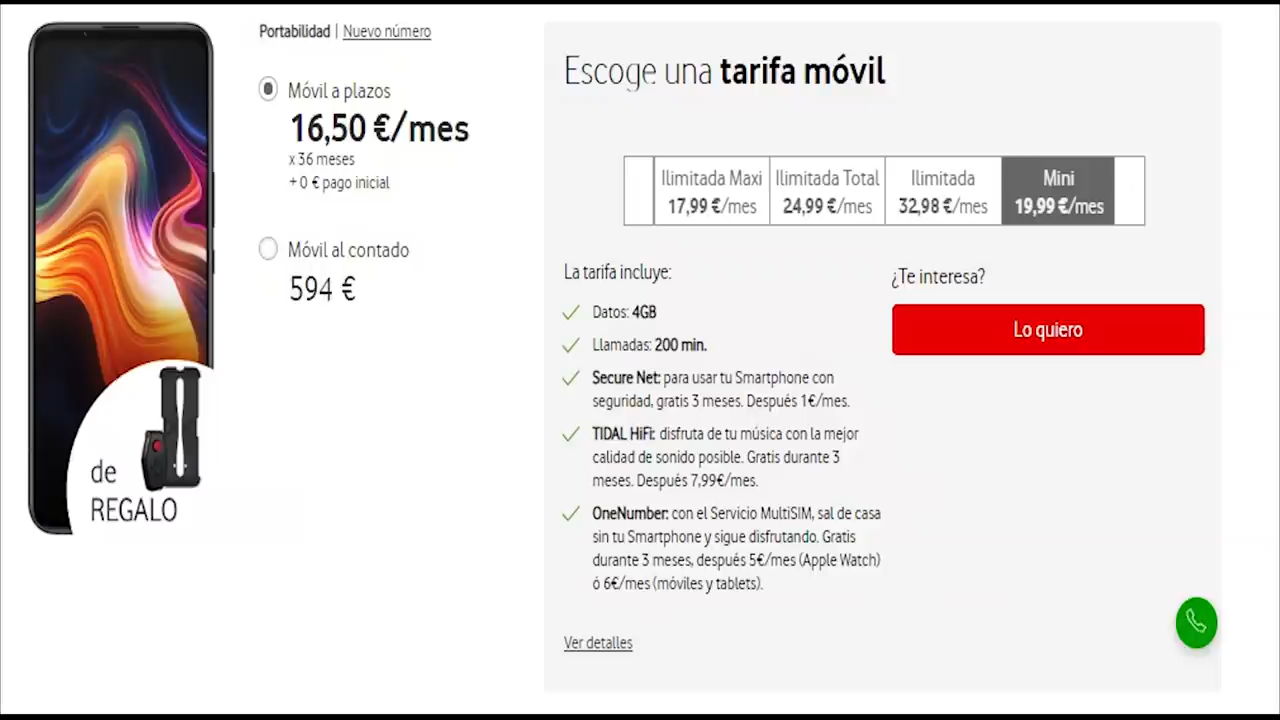 Portabilidad | Nuevo número
Móvil a plazos
16,50 €/mes
x 36 meses
+ 0 € pago inicial
Móvil al contado
594 €
de
REGALO
Escoge una tarifa móvil
Ilimitada Maxi
17,99 €/mes
Ilimitada Total
24,99 €/mes
Ilimitada
32,98 €/mes
Mini
19,99 €/mes
La tarifa incluye:
Datos: 4GB
Llamadas: 200 min.
Secure Net: para usar tu Smartphone con
seguridad, gratis 3 meses. Después 1€/mes.
TIDAL HiFi: disfruta de tu música con la mejor
calidad de sonido posible. Gratis durante 3
meses. Después 7,99€/mes.
OneNumber: con el Servicio MultiSIM, sal de casa
sin tu Smartphone y sigue disfrutando. Gratis
durante 3 meses, después 5€/mes (Apple Watch)
ó 6€/mes (móviles y tablets).
Ver detalles
¿Te interesa?
Lo quiero